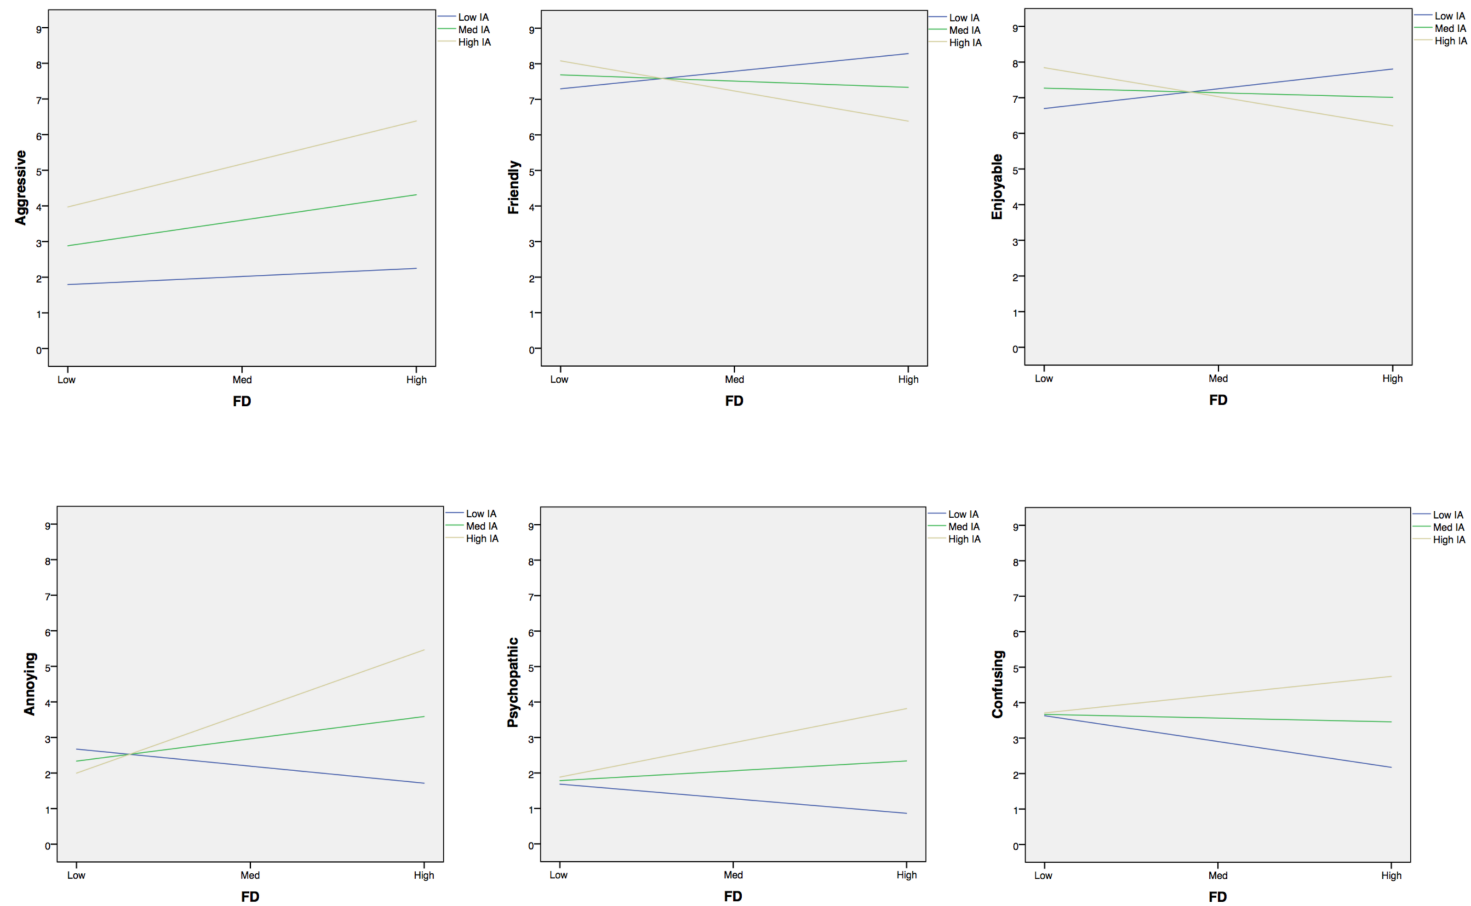 Low IA
Med IA
High IA
9
8
7
6
5
4
3
2
1
0
Aggressive
Low
Med
High
FD
Low IA
Med IA
High IA
9
8
7
6
5
4
3
2
1
0
Friendly
Low
Med
High
FD
Low IA
Med IA
High IA
9
8
7
6
5
4
3
2
1
0
Enjoyable
Low
Med
High
FD
Low IA
Med IA
High IA
9
8
7
6
5
4
3
2
1
0
Annoying
Low
Med
High
FD
Low IA
Med IA
High IA
9
8
7
6
5
4
3
2
1
0
Psychopathic
Low
Med
High
FD
Low IA
Med IA
High IA
9
8
7
6
5
4
3
2
1
0
Confusing
Low
Med
High
FD